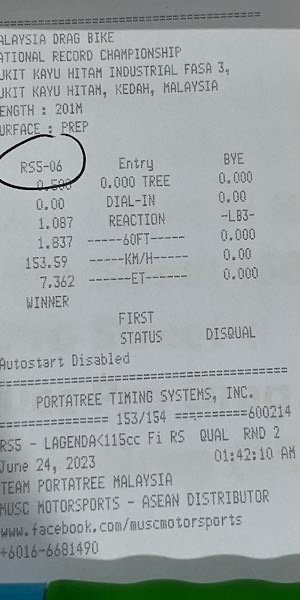 ALAYSIA DRAG BIKE
ATIONAL RECORD CHAMPIONSHIP
UKIT KAYU HITAM INDUSTRIAL FASA 3,
UKIT KAYU HITAM, KEDAH, MALAYSIA
ENGTH : 201M
URFACE : PREP
RS5-06 Entry BYE
0.500 0.000 TREE 0.000
0.00 DIAL-IN 0.00
1.087 REACTION -LB3-
1.837 -----60FT----- 0.000
153.59 -----KM/H----- 0.00
7.362 ------ET------ 0.000
WINNER
FIRST
STATUS DISQUAL
Autostart Disabled
======================================
PORTATREE TIMING SYSTEMS, INC.
============== 153/154 ==========600214
RS5 - LAGENDA<115cc Fi RS QUAL RND 2
June 24, 2023 01:42:10 AM
TEAM PORTATREE MALAYSIA
MUSC MOTORSPORTS - ASEAN DISTRIBUTOR
www.facebook.com/muscmotorsports
+6016-6681490